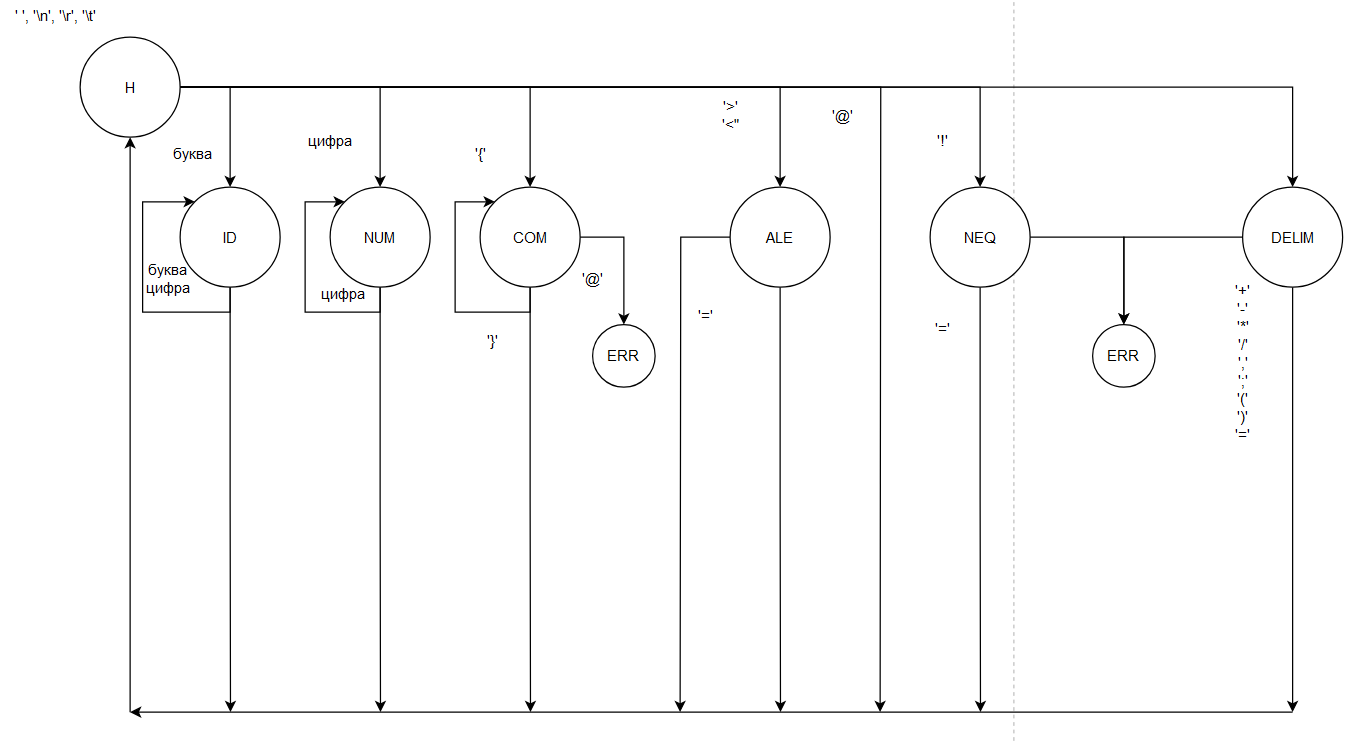 ' ', '\n', '\r', '\t'
H
'>'
'<''
'@'
'!'
буква
цифра
'{'
ID
NUM
COM
ALE
NEQ
DELIM
буква
цифра
цифра
'@'
'='
'='
'}'
ERR
ERR
'+'
'-'
'*'
'/'
','
';'
'('
')'
'='